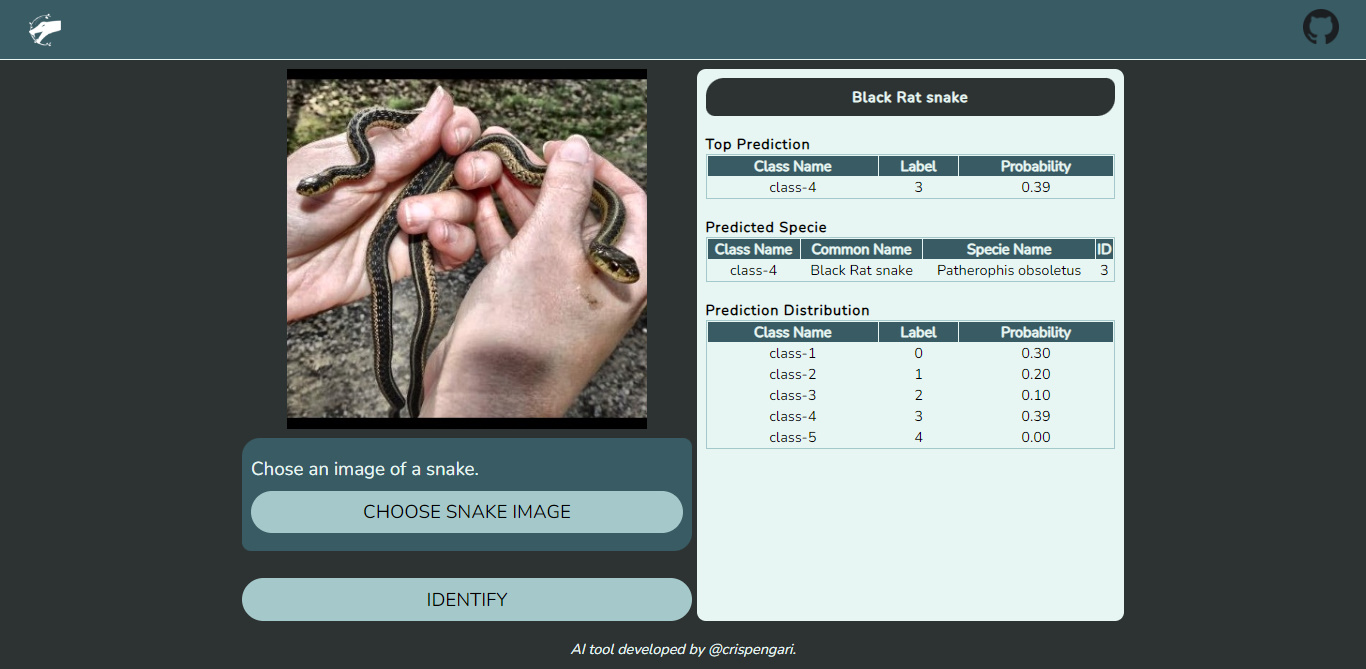 Black Rat snake
Top Prediction
Class Name Label Probability
class-4 3 0.39
Predicted Specie
Class Name Common Name Specie Name ID
class-4 Black Rat snake Patherophis obsoletus 3
Prediction Distribution
Class Name Label Probability
class-1 0 0.30
class-2 1 0.20
class-3 2 0.10
class-4 3 0.39
class-5 4 0.00
Chose an image of a snake.
CHOOSE SNAKE IMAGE
IDENTIFY
AI tool developed by @crispengari.